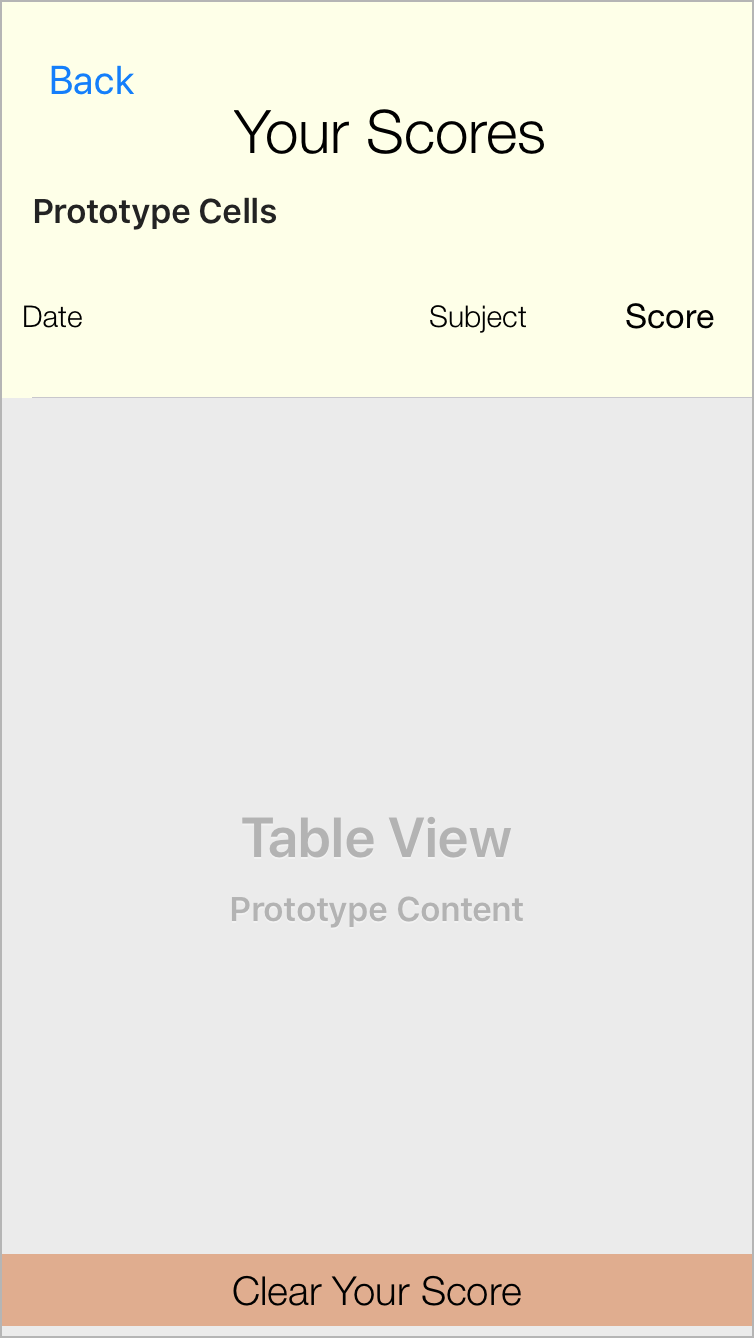 Back
Your Scores
Prototype Cells
Date Subject Score
Table View
Prototype Content
Clear Your Score